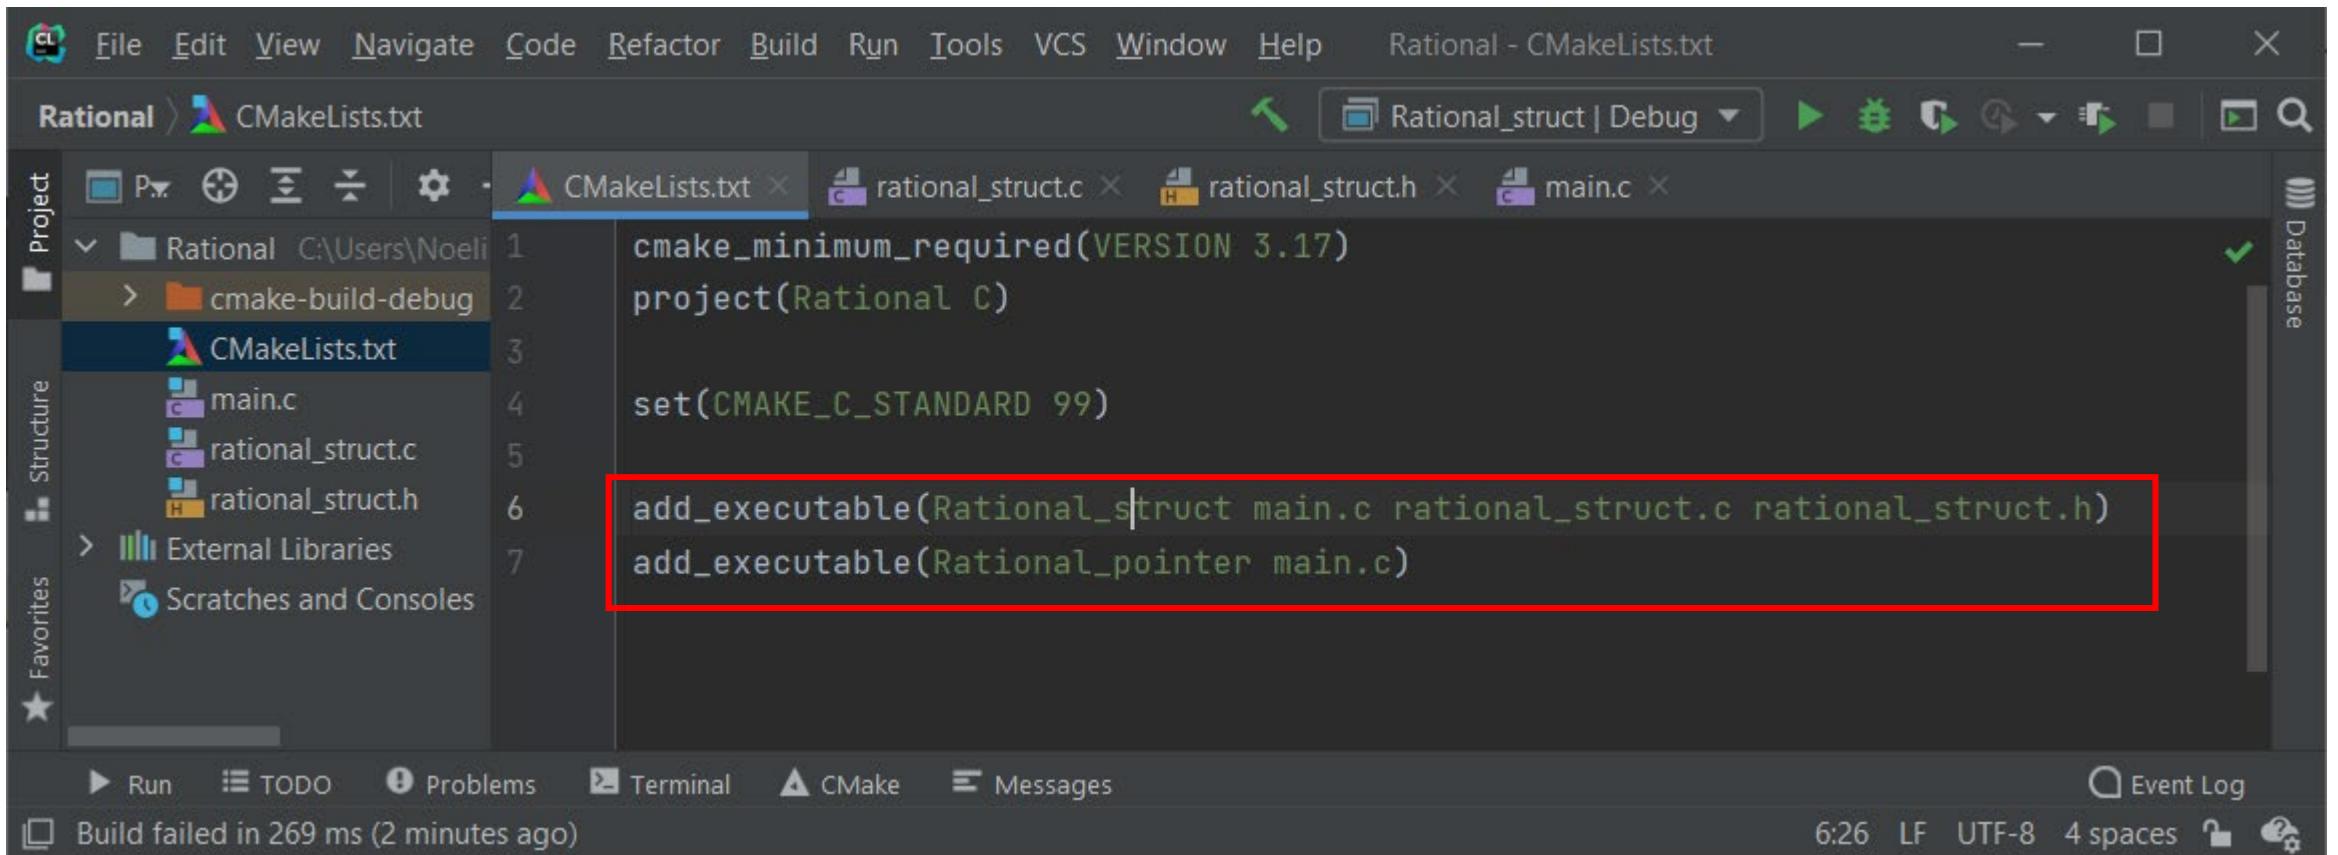 CL File Edit View Navigate Code Refactor Build Run Tools VCS Window Help Rational - CMakeLists.txt
Rational CMakeLists.txt Rational_struct | Debug
Project
Structure
Favorites
P...
Rational C:\Users\Noeli
cmake-build-debug
CMakeLists.txt
main.c
rational_struct.c
rational_struct.h
External Libraries
Scratches and Consoles
CMakeLists.txt rational_struct.c rational_struct.h main.c
1 cmake_minimum_required(VERSION 3.17)
2 project(Rational C)
3
4 set(CMAKE_C_STANDARD 99)
5
6 add_executable(Rational_struct main.c rational_struct.c rational_struct.h)
7 add_executable(Rational_pointer main.c)
Database
Run TODO Problems Terminal CMake Messages Event Log
Build failed in 269 ms (2 minutes ago) 6:26 LF UTF-8 4 spaces